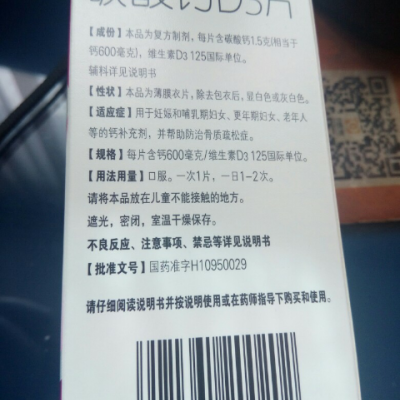 碳酸钙D3片
【成份】本品为复方制剂，每片含碳酸钙1.5克(相当于
钙600毫克)，维生素D3 125国际单位。
辅料详见说明书
【性状】本品为薄膜衣片，除去包衣后，显白色或灰白色。
【适应症】用于妊娠和哺乳期妇女、更年期妇女、老年人
等的钙补充剂，并帮助防治骨质疏松症。
【规格】每片含钙600毫克/维生素D3 125国际单位。
【用法用量】口服。一次1片，一日1-2次。
请将本品放在儿童不能接触的地方。
遮光，密闭，室温干燥保存。
不良反应、注意事项、禁忌等详见说明书
【批准文号】国药准字H10950029
请仔细阅读说明书并按说明使用或在药师指导下购买和使用。